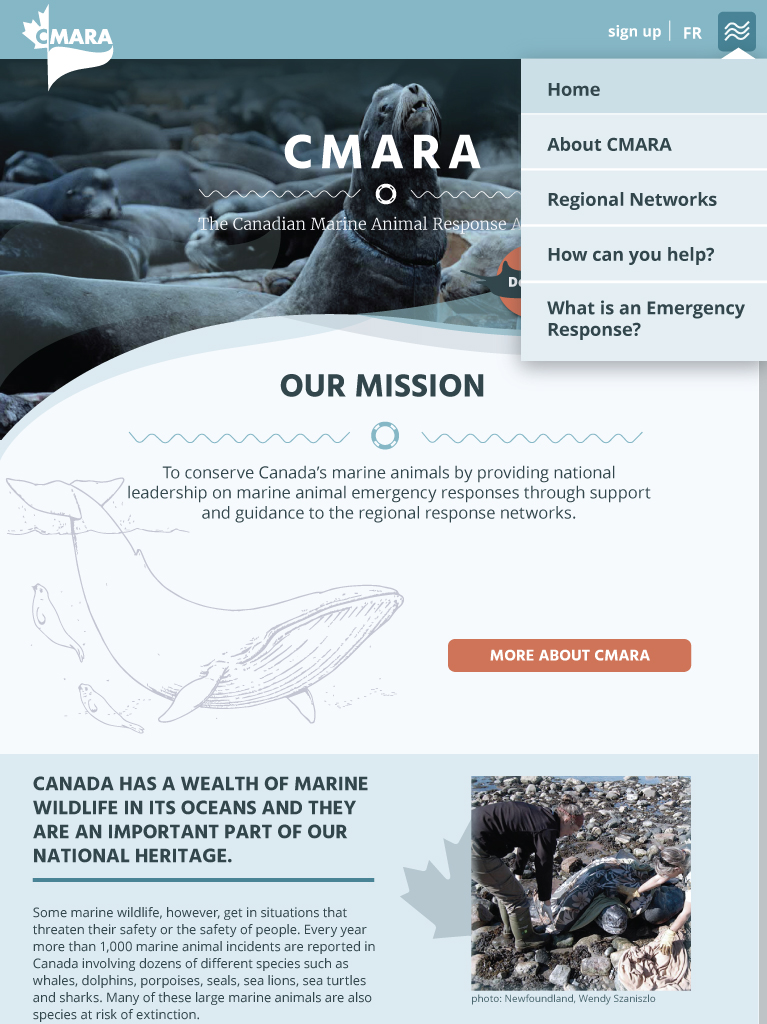 CMARA
sign up
FR
Home
About CMARA
Regional Networks
How can you help?
What is an Emergency
Response?
CMARA
The Canadian Marine Animal Response A
OUR MISSION
To conserve Canada's marine animals by providing national
leadership on marine animal emergency responses through support
and guidance to the regional response networks.
MORE ABOUT CMARA
CANADA HAS A WEALTH OF MARINE
WILDLIFE IN ITS OCEANS AND THEY
ARE AN IMPORTANT PART OF OUR
NATIONAL HERITAGE.
Some marine wildlife, however, get in situations that
threaten their safety or the safety of people. Every year
more than 1,000 marine animal incidents are reported in
Canada involving dozens of different species such as
whales, dolphins, porpoises, seals, sea lions, sea turtles
and sharks. Many of these large marine animals are also
species at risk of extinction.
photo: Newfoundland, Wendy Szaniszlo